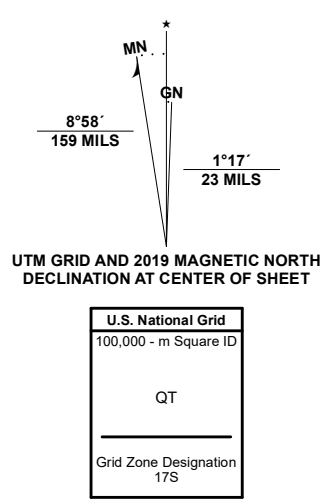 MN
GN
8°58´
159 MILS
1°17´
23 MILS
UTM GRID AND 2019 MAGNETIC NORTH
DECLINATION AT CENTER OF SHEET
U.S. National Grid
100,000 - m Square ID
QT
Grid Zone Designation
17S